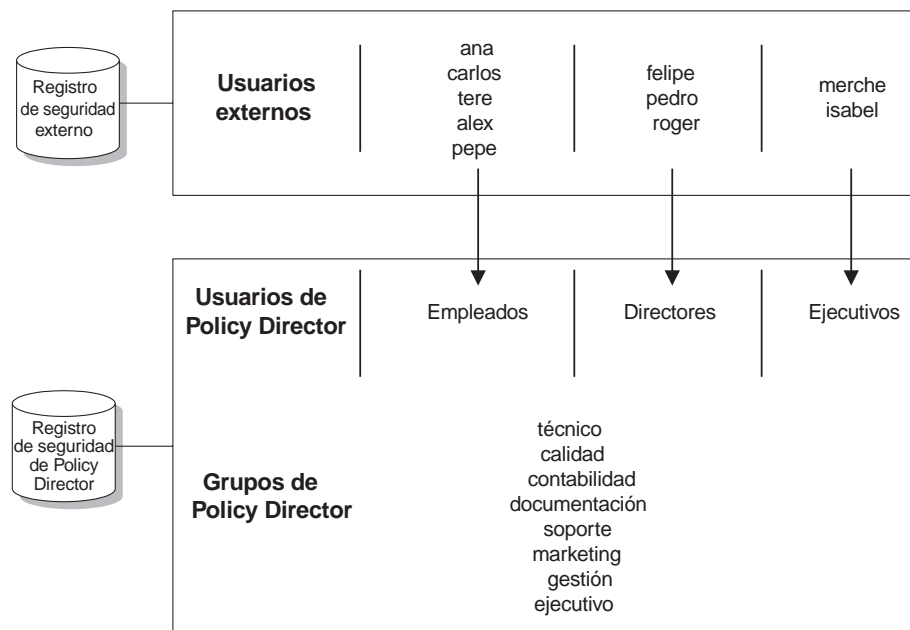 Registro
de seguridad
externo
Usuarios
externos
ana
carlos
tere
alex
pepe
felipe
pedro
roger
merche
isabel
Usuarios de
Policy Director
Empleados
Directores
Ejecutivos
Registro
de seguridad
de Policy
Director
Grupos de
Policy Director
técnico
calidad
contabilidad
documentación
soporte
marketing
gestión
ejecutivo